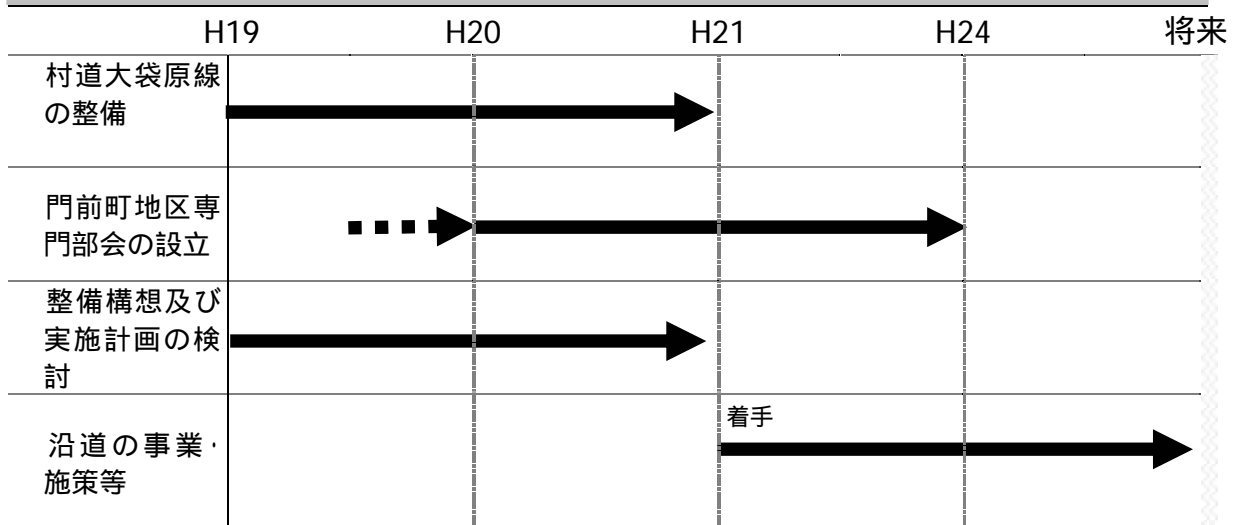 H19 H20 H21 H24 将来
村道大袋原線
の整備
門前町地区専
門部会の設立
整備構想及び
実施計画の検
討
着手
沿道の事業・
施策等